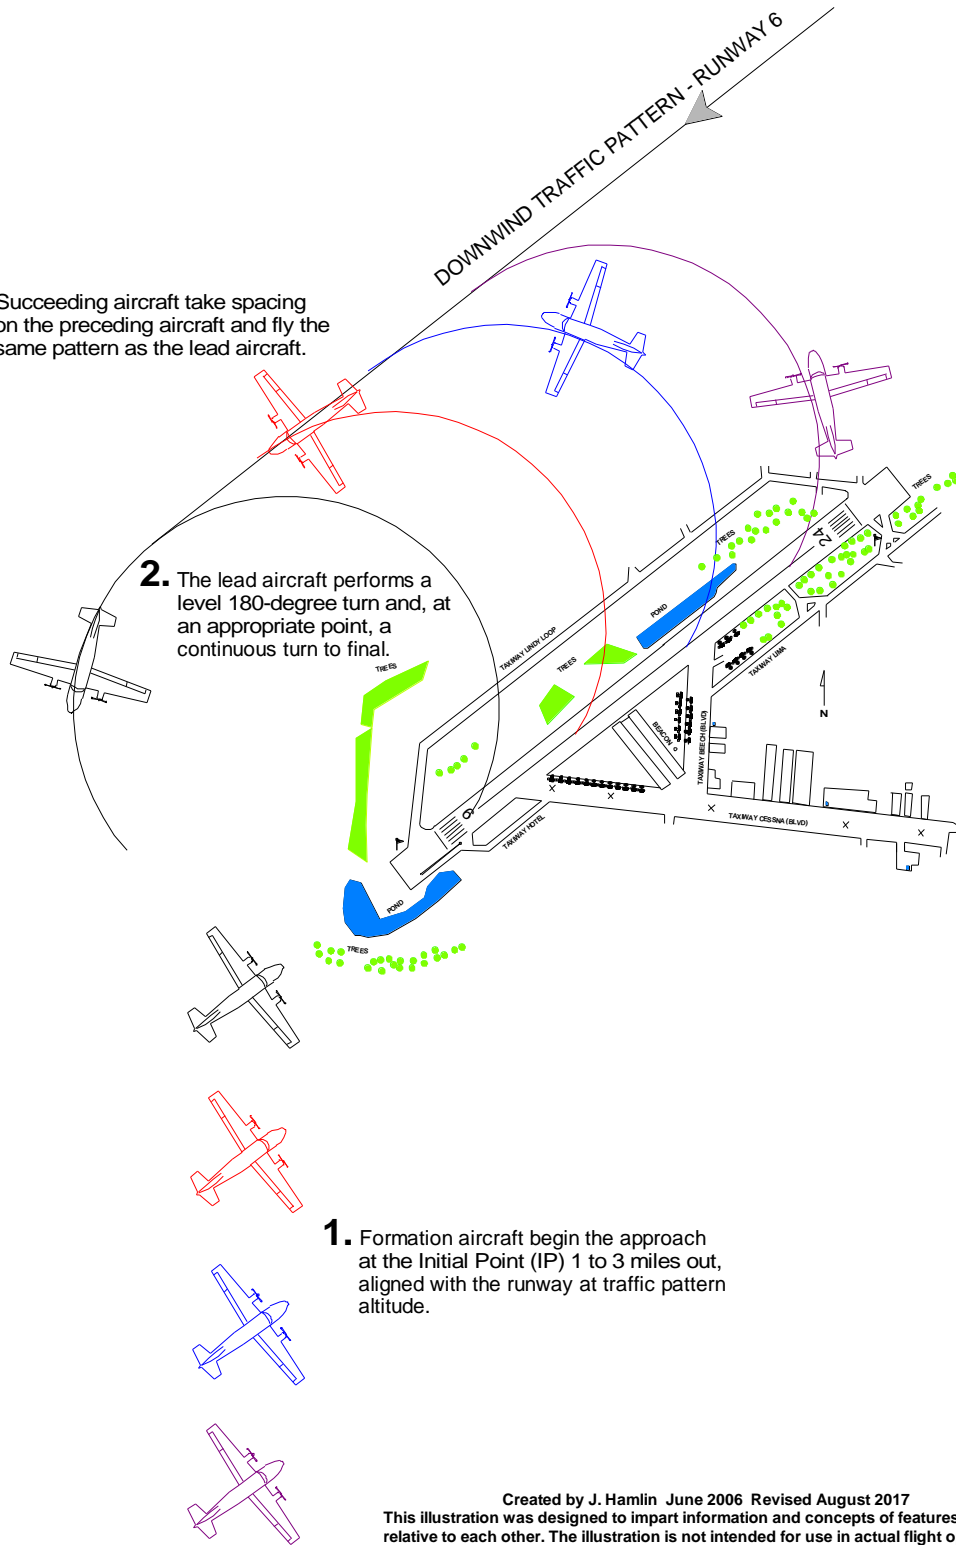 DOWNWIND TRAFFIC PATTERN - RUNWAY 6
Succeeding aircraft take spacing
on the preceding aircraft and fly the
same pattern as the lead aircraft.
2. The lead aircraft performs a
level 180-degree turn and, at
an appropriate point, a
continuous turn to final.
TREES
TREES
24
POND
TAXIWAY LINDY LOOP
TREES
TREES
TAXIWAY LIMA
N
BEACON
TAXIWAY BEECH (BLVD)
TAXIWAY CESSNA (BLVD)
6
TAXIWAY HOTEL
POND
TREES
1. Formation aircraft begin the approach
at the Initial Point (IP) 1 to 3 miles out,
aligned with the runway at traffic pattern
altitude.
Created by J. Hamlin June 2006 Revised August 2017
This illustration was designed to impart information and concepts of features
relative to each other. The illustration is not intended for use in actual flight